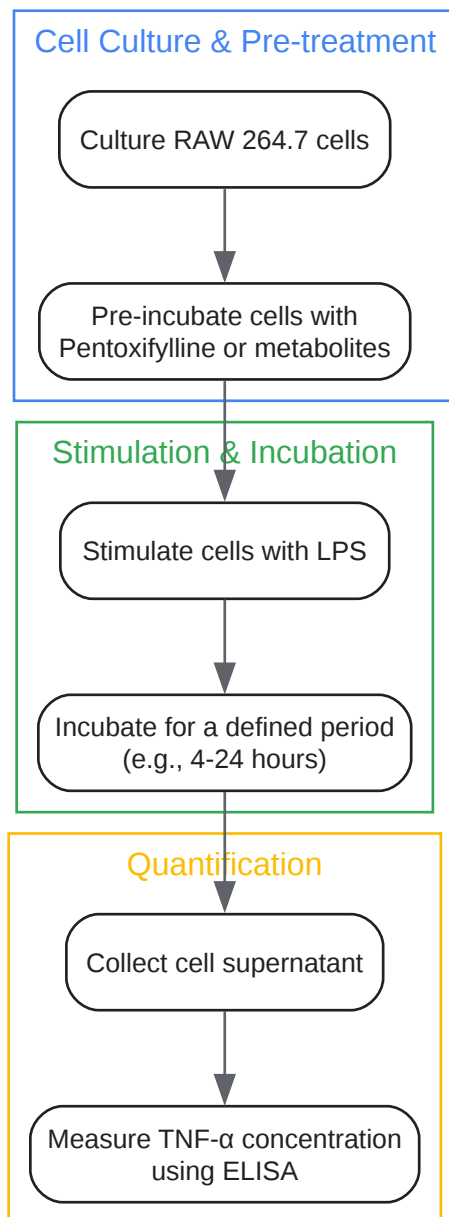 Cell Culture & Pre-treatment
Culture RAW 264.7 cells
Pre-incubate cells with
Pentoxifylline or metabolites
Stimulation & Incubation
Stimulate cells with LPS
Incubate for a defined period
(e.g., 4-24 hours)
Quantification
Collect cell supernatant
Measure TNF-α concentration
using ELISA